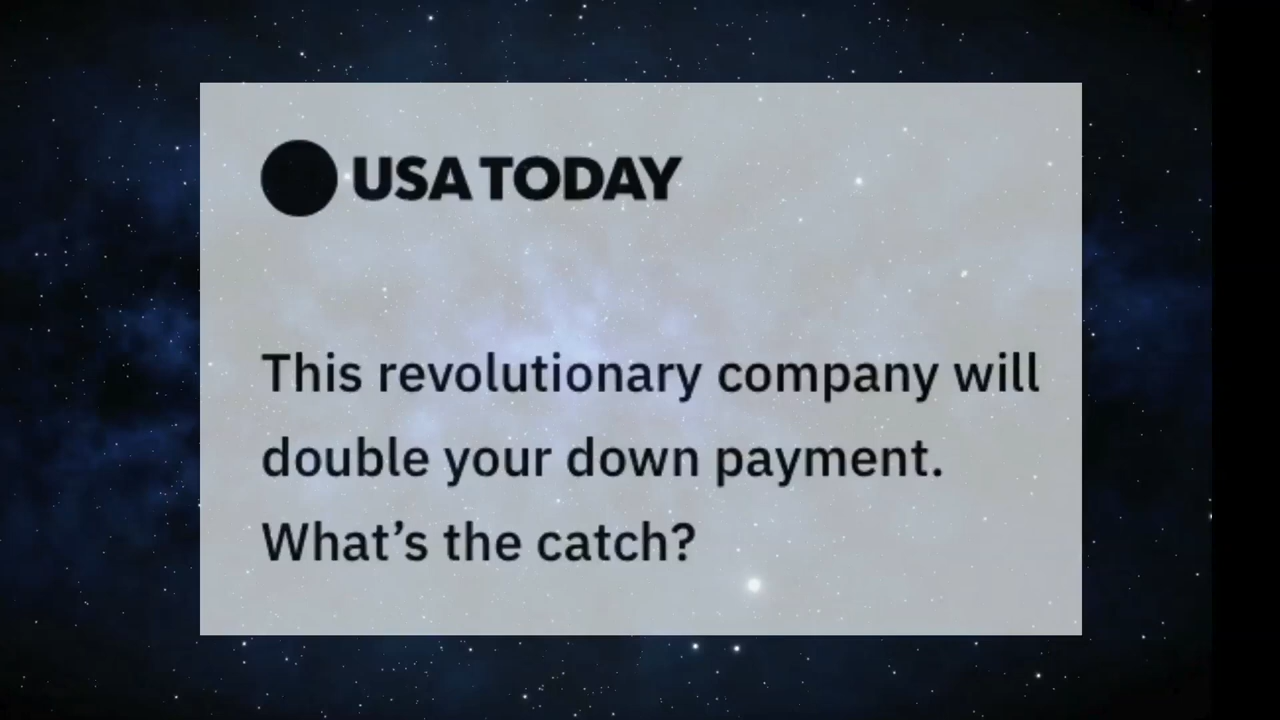 USA TODAY
This revolutionary company will
double your down payment.
What’s the catch?